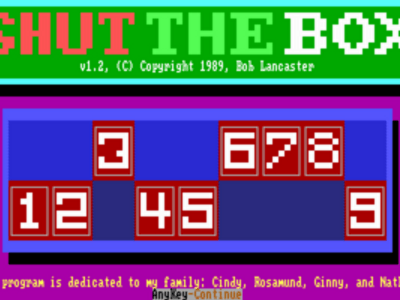 SHUT THE BOX
v1.2, (C) Copyright 1989, Bob Lancaster
3 678
12 45 9
program is dedicated to my family: Cindy, Rosamund, Ginny, and Nat
AnyKey-Continue